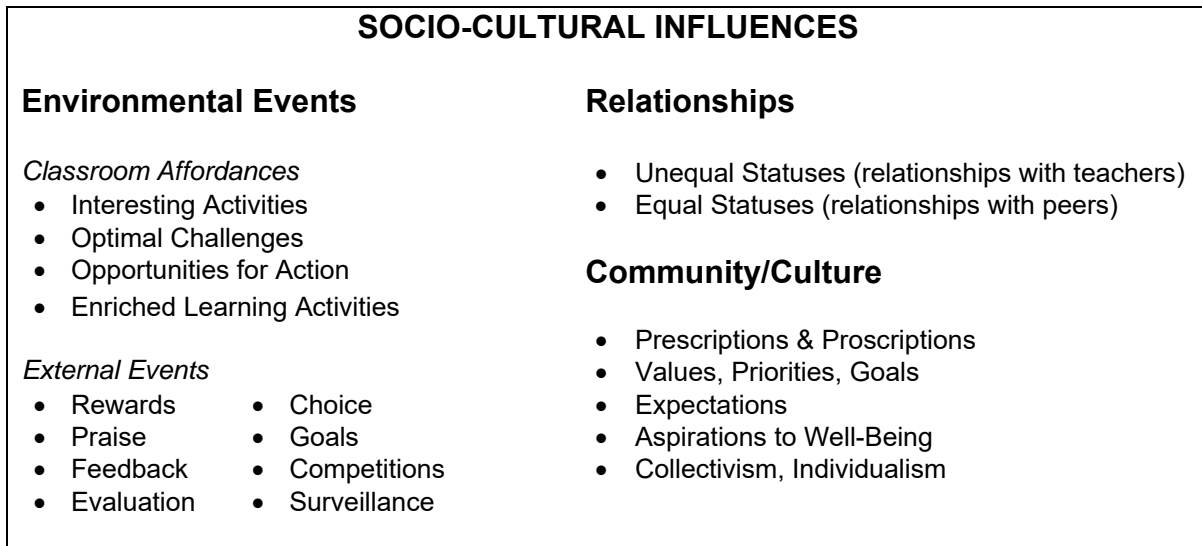 SOCIO-CULTURAL INFLUENCES
Environmental Events
Classroom Affordances
• Interesting Activities
• Optimal Challenges
• Opportunities for Action
• Enriched Learning Activities
External Events
• Rewards • Choice
• Praise • Goals
• Feedback • Competitions
• Evaluation • Surveillance
Relationships
• Unequal Statuses (relationships with teachers)
• Equal Statuses (relationships with peers)
Community/Culture
• Prescriptions & Proscriptions
• Values, Priorities, Goals
• Expectations
• Aspirations to Well-Being
• Collectivism, Individualism